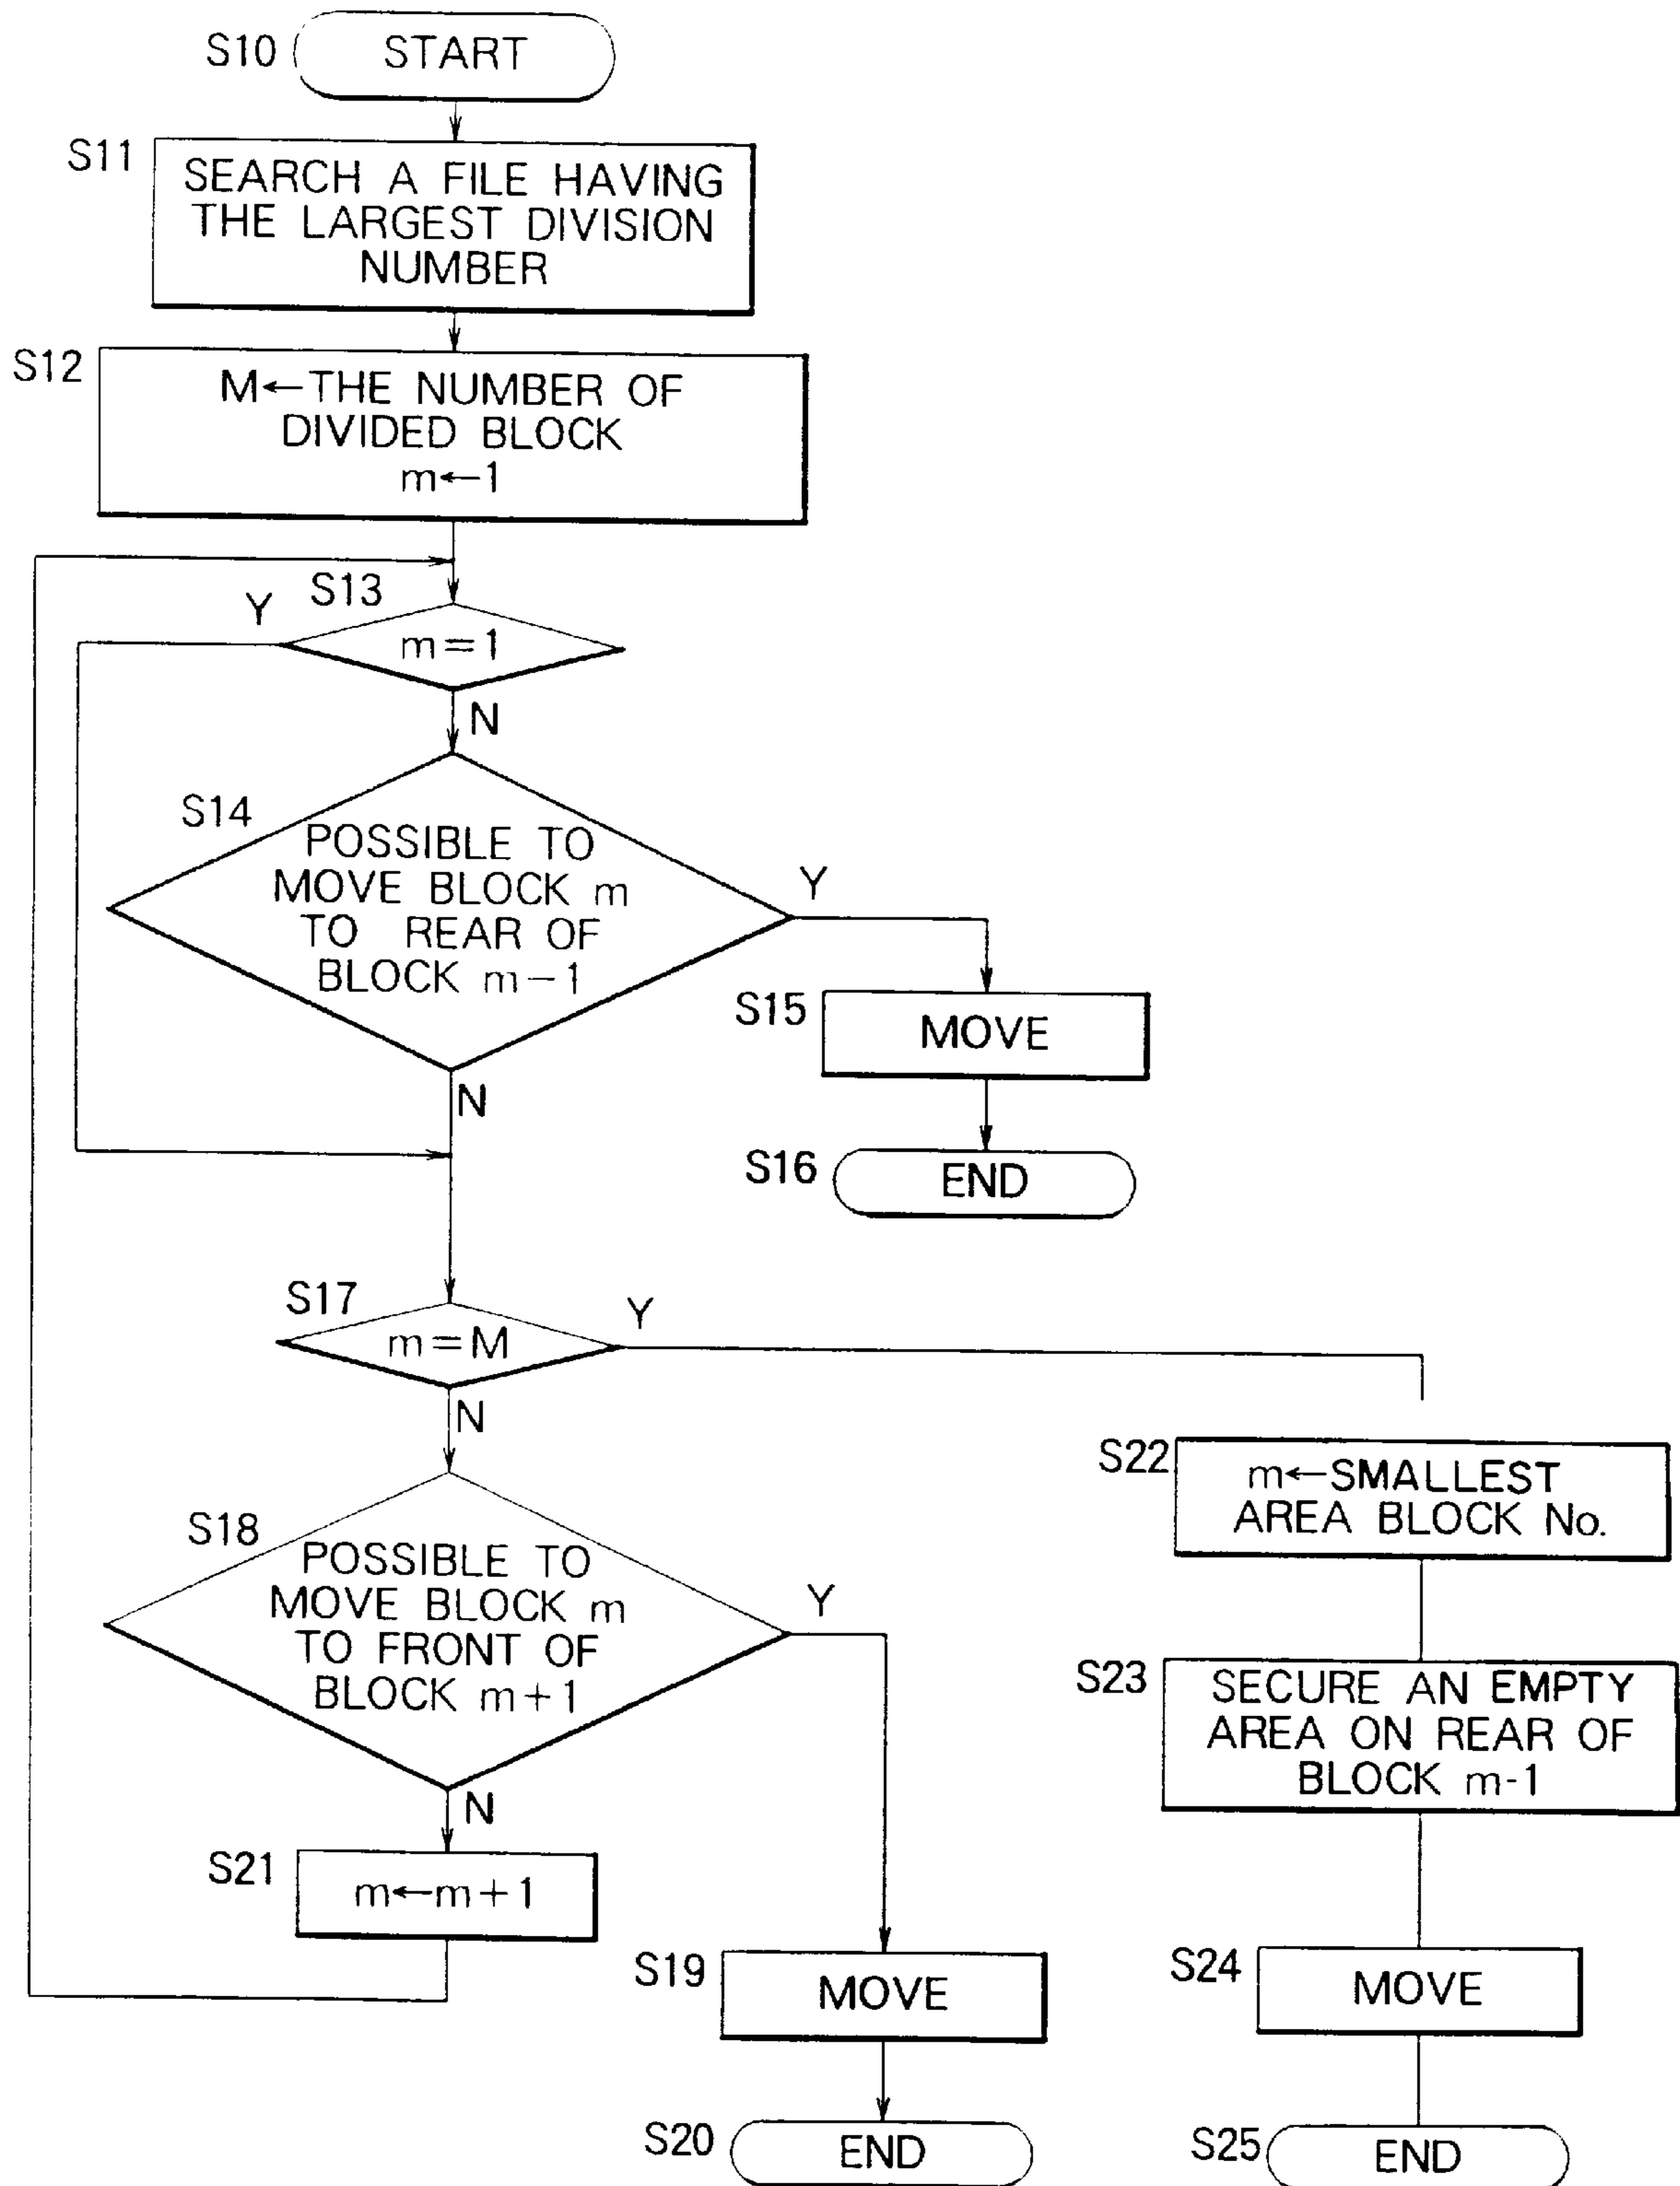 S10
START
S11
SEARCH A FILE HAVING
THE LARGEST DIVISION
NUMBER
S12
M←THE NUMBER OF
DIVIDED BLOCK
m←1
S13
Y
m=1
N
S14
POSSIBLE TO
MOVE BLOCK m
TO REAR OF
BLOCK m-1
Y
S15
MOVE
N
S16
END
S17
m=M
Y
N
S22
m←SMALLEST
AREA BLOCK No.
S18
POSSIBLE TO
MOVE BLOCK m
TO FRONT OF
BLOCK m+1
Y
S23
SECURE AN EMPTY
AREA ON REAR OF
BLOCK m-1
N
S21
m←m+1
S19
MOVE
S24
MOVE
S20
END
S25
END